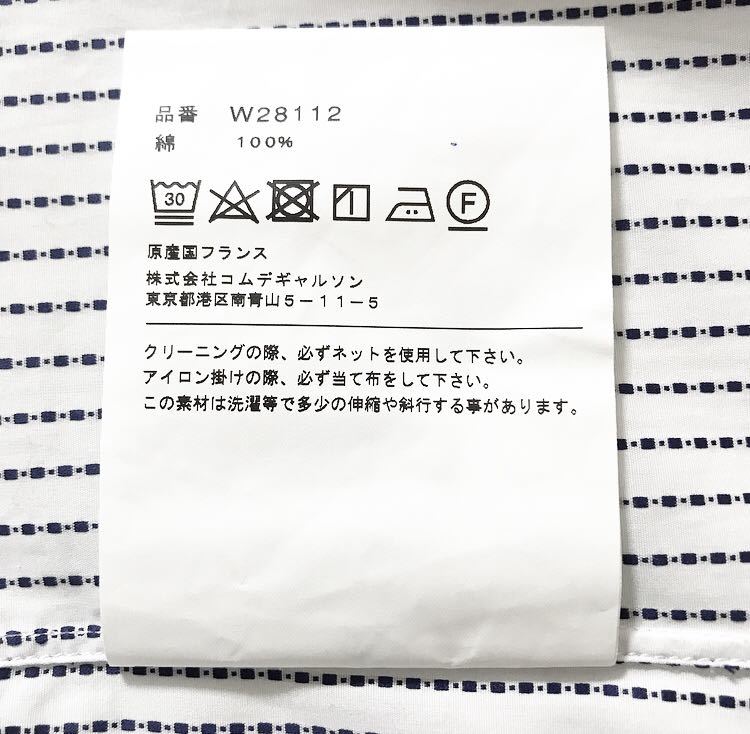 品番 W28112
綿 100%
30 F
原産国フランス
株式会社コムデギャルソン
東京都港区南青山5-11-5
クリーニングの際、必ずネットを使用して下さい。
アイロン掛けの際、必ず当て布をして下さい。
この素材は洗濯等で多少の伸縮や斜行する事があります。